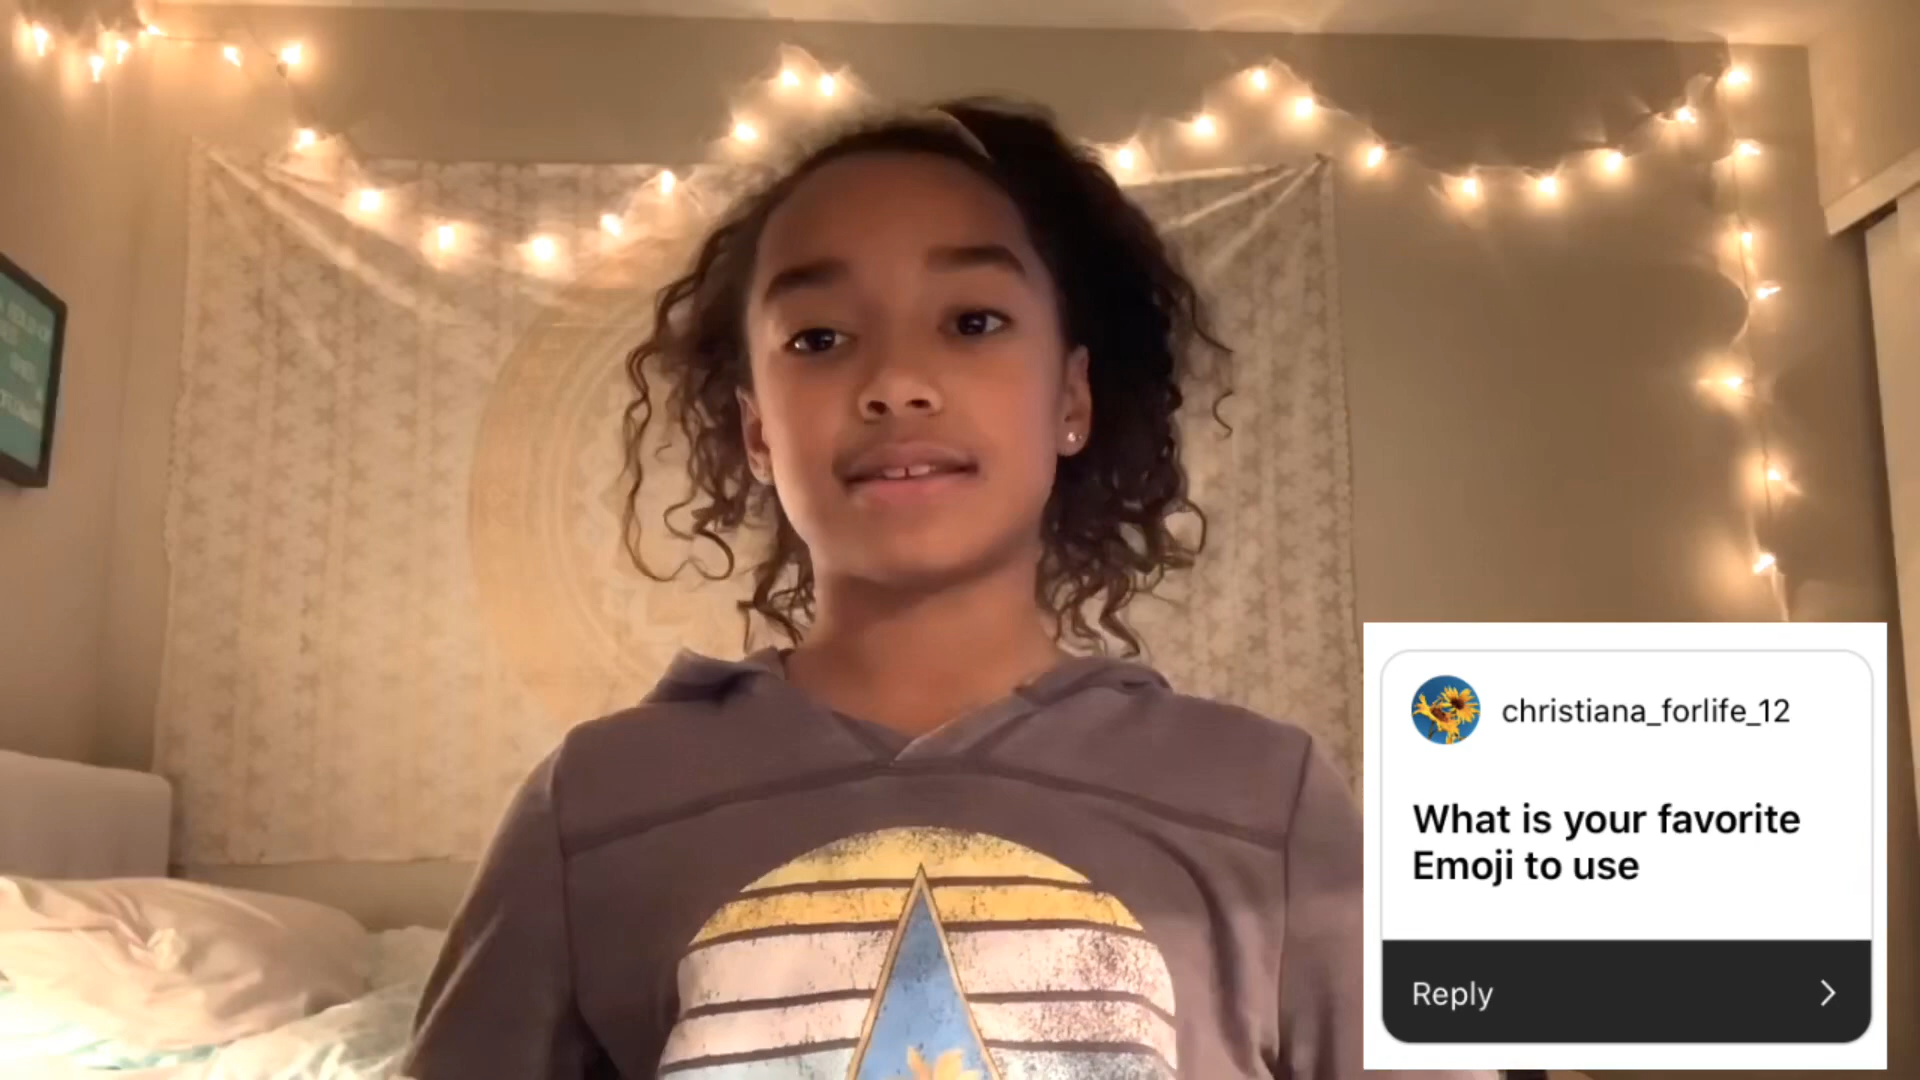 christiana_forlife_12
What is your favorite
Emoji to use
Reply